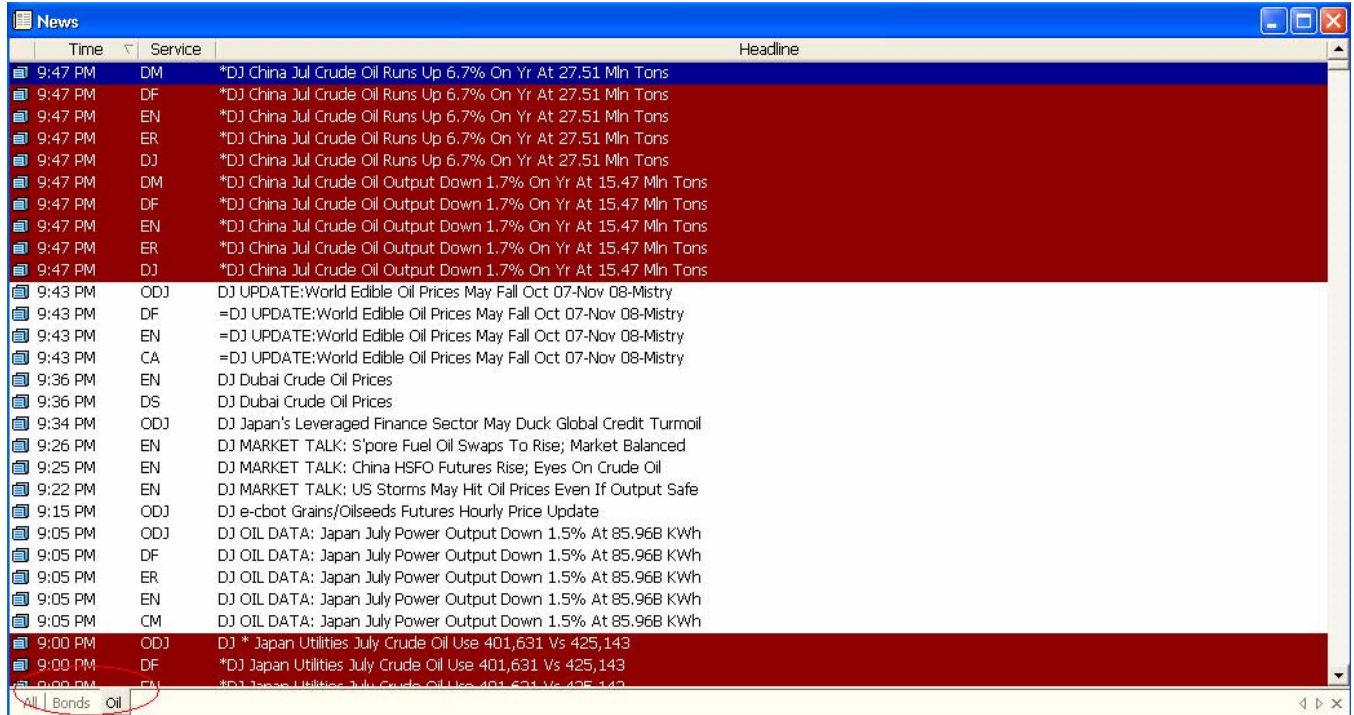 News
Time Service Headline
9:47 PM DM *DJ China Jul Crude Oil Runs Up 6.7% On Yr At 27.51 Mln Tons
9:47 PM DF *DJ China Jul Crude Oil Runs Up 6.7% On Yr At 27.51 Mln Tons
9:47 PM EN *DJ China Jul Crude Oil Runs Up 6.7% On Yr At 27.51 Mln Tons
9:47 PM ER *DJ China Jul Crude Oil Runs Up 6.7% On Yr At 27.51 Mln Tons
9:47 PM DJ *DJ China Jul Crude Oil Runs Up 6.7% On Yr At 27.51 Mln Tons
9:47 PM DM *DJ China Jul Crude Oil Output Down 1.7% On Yr At 15.47 Mln Tons
9:47 PM DF *DJ China Jul Crude Oil Output Down 1.7% On Yr At 15.47 Mln Tons
9:47 PM EN *DJ China Jul Crude Oil Output Down 1.7% On Yr At 15.47 Mln Tons
9:47 PM ER *DJ China Jul Crude Oil Output Down 1.7% On Yr At 15.47 Mln Tons
9:47 PM DJ *DJ China Jul Crude Oil Output Down 1.7% On Yr At 15.47 Mln Tons
9:43 PM ODJ DJ UPDATE:World Edible Oil Prices May Fall Oct 07-Nov 08-Mistry
9:43 PM DF =DJ UPDATE:World Edible Oil Prices May Fall Oct 07-Nov 08-Mistry
9:43 PM EN =DJ UPDATE:World Edible Oil Prices May Fall Oct 07-Nov 08-Mistry
9:43 PM CA =DJ UPDATE:World Edible Oil Prices May Fall Oct 07-Nov 08-Mistry
9:36 PM EN DJ Dubai Crude Oil Prices
9:36 PM DS DJ Dubai Crude Oil Prices
9:34 PM ODJ DJ Japan's Leveraged Finance Sector May Duck Global Credit Turmoil
9:26 PM EN DJ MARKET TALK: S'pore Fuel Oil Swaps To Rise; Market Balanced
9:25 PM EN DJ MARKET TALK: China HSFO Futures Rise; Eyes On Crude Oil
9:22 PM EN DJ MARKET TALK: US Storms May Hit Oil Prices Even If Output Safe
9:15 PM ODJ DJ e-cbot Grains/Oilseeds Futures Hourly Price Update
9:05 PM ODJ DJ OIL DATA: Japan July Power Output Down 1.5% At 85.96B KWh
9:05 PM DF DJ OIL DATA: Japan July Power Output Down 1.5% At 85.96B KWh
9:05 PM ER DJ OIL DATA: Japan July Power Output Down 1.5% At 85.96B KWh
9:05 PM EN DJ OIL DATA: Japan July Power Output Down 1.5% At 85.96B KWh
9:05 PM CM DJ OIL DATA: Japan July Power Output Down 1.5% At 85.96B KWh
9:00 PM ODJ DJ * Japan Utilities July Crude Oil Use 401,631 Vs 425,143
9:00 PM DF *DJ Japan Utilities July Crude Oil Use 401,631 Vs 425,143
9:00 PM EN *DJ Japan Utilities July Crude Oil Use 401,631 Vs 425,143
All Bonds Oil